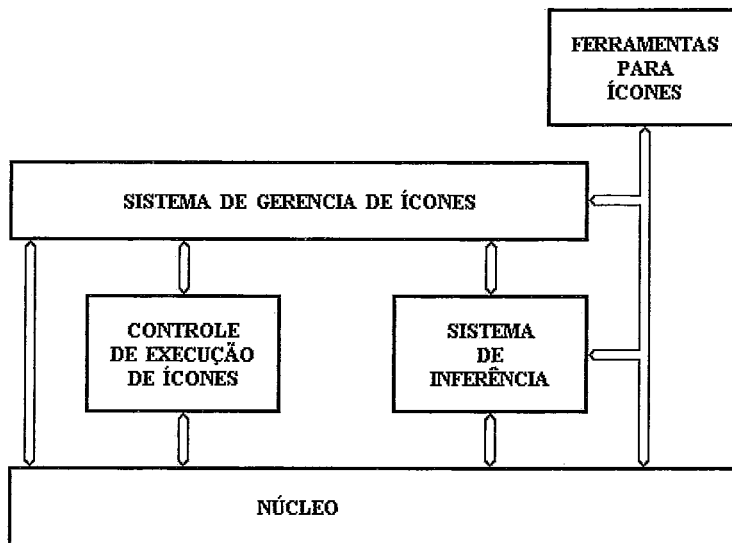 FERRAMENTAS
PARA
ÍCONES
SISTEMA DE GERENCIA DE ÍCONES
CONTROLE
DE EXECUÇÃO
DE ÍCONES
SISTEMA
DE
INFERÊNCIA
NÚCLEO